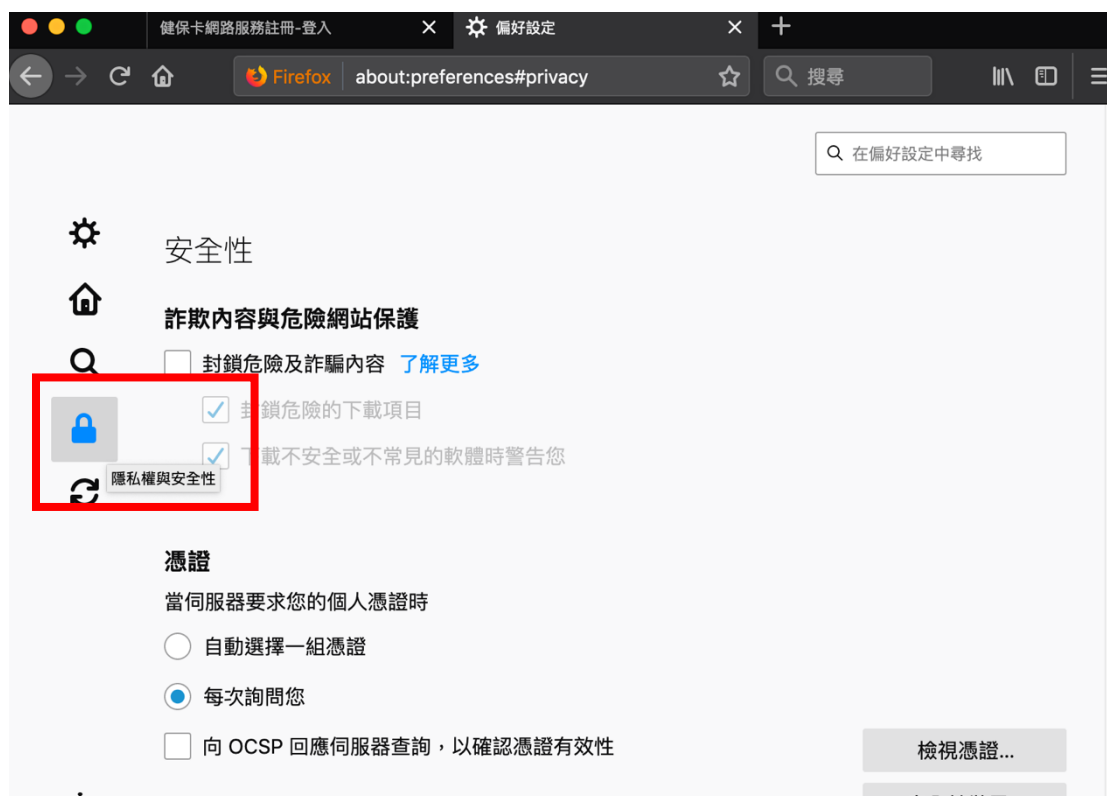 健保卡網路服務註冊-登入
偏好設定
Firefox
about:preferences#privacy
搜尋
在偏好設定中尋找
安全性
詐欺內容與危險網站保護
封鎖危險及詐騙內容 了解更多
封鎖危險的下載項目
下載不安全或不常見的軟體時警告您
隱私權與安全性
憑證
當伺服器要求您的個人憑證時
自動選擇一組憑證
每次詢問您
向 OCSP 回應伺服器查詢，以確認憑證有效性
檢視憑證...